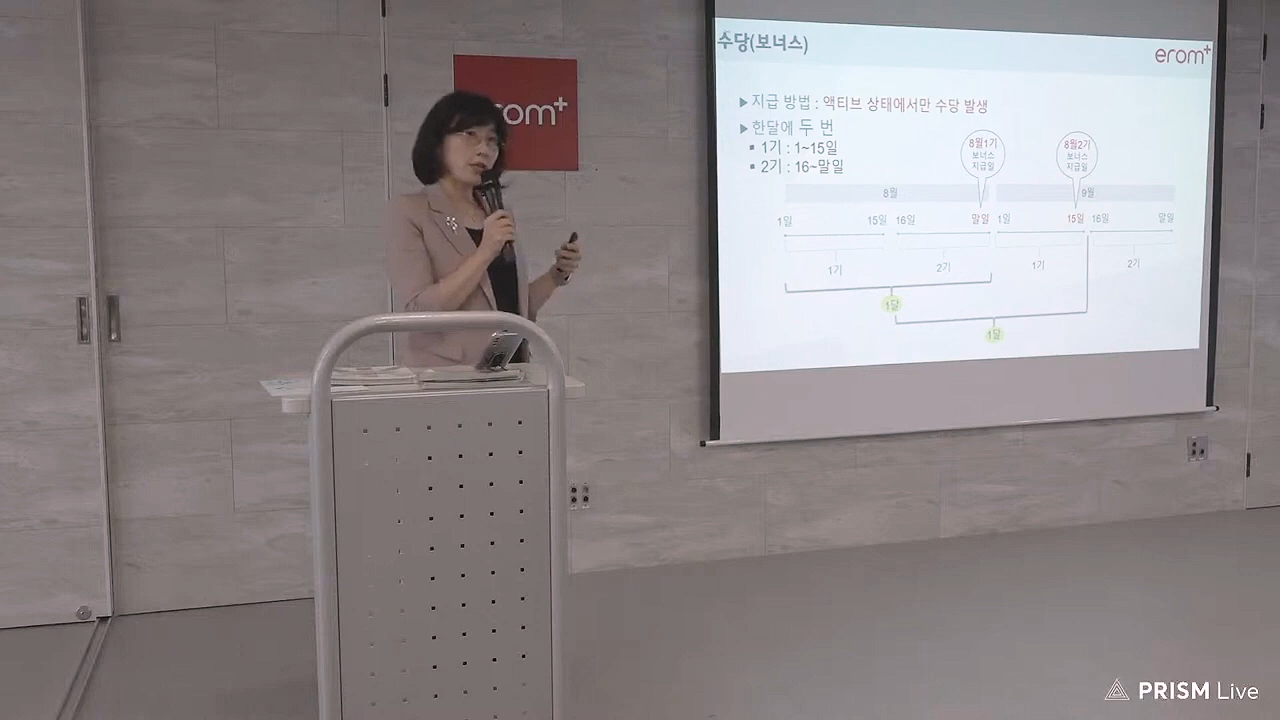 수당(보너스)
erom+
rom+
▶지급 방법 : 액티브 상태에서만 수당 발생
▶한달에 두 번
▪ 1기 : 1~15일
▪ 2기 : 16~말일
8월1기
보너스
지급일
8월2기
보너스
지급일
8월
9월
1일
15일
16일
말일
1일
15일
16일
말일
1기
2기
1기
2기
1달
1달
PRISM Live